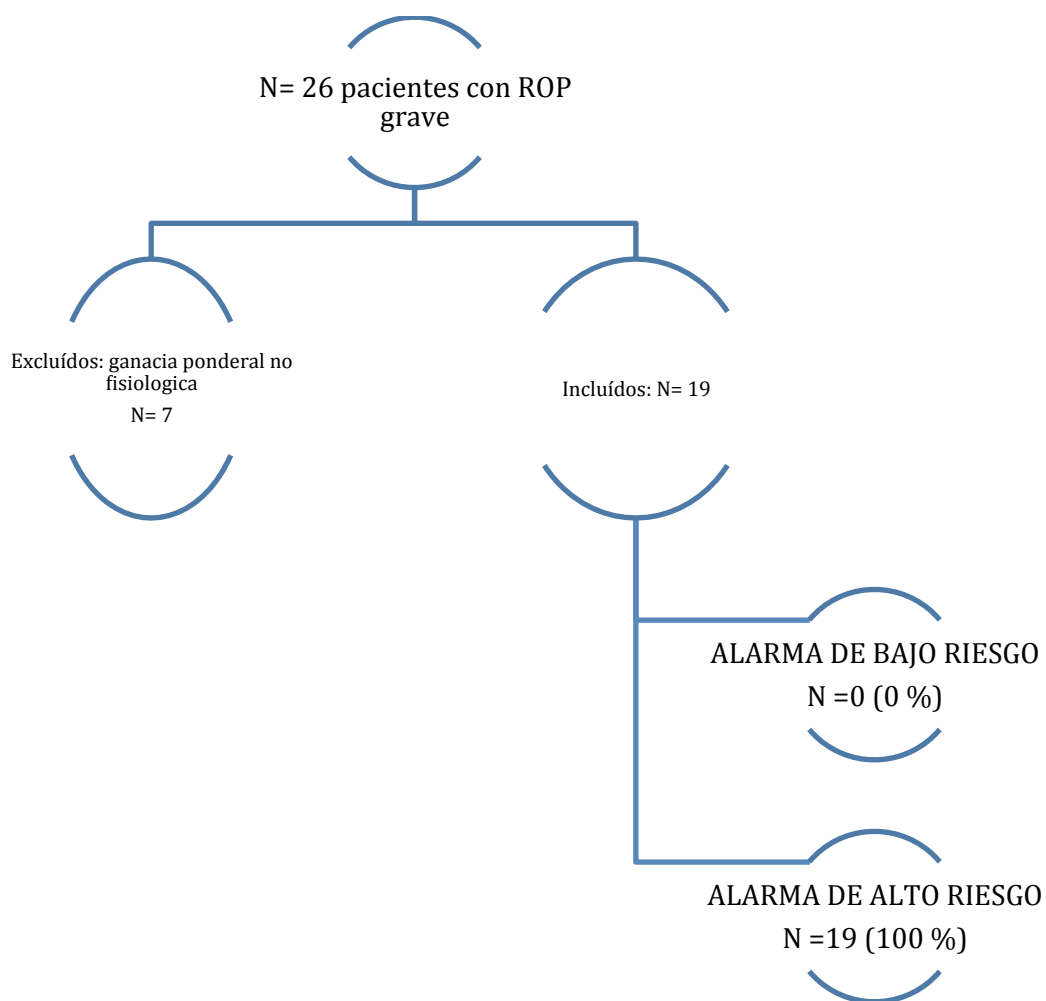 N= 26 pacientes con ROP
grave
Excluídos: ganacia ponderal no
fisiologica
N= 7
Incluídos: N= 19
ALARMA DE BAJO RIESGO
N =0 (0 %)
ALARMA DE ALTO RIESGO
N =19 (100 %)